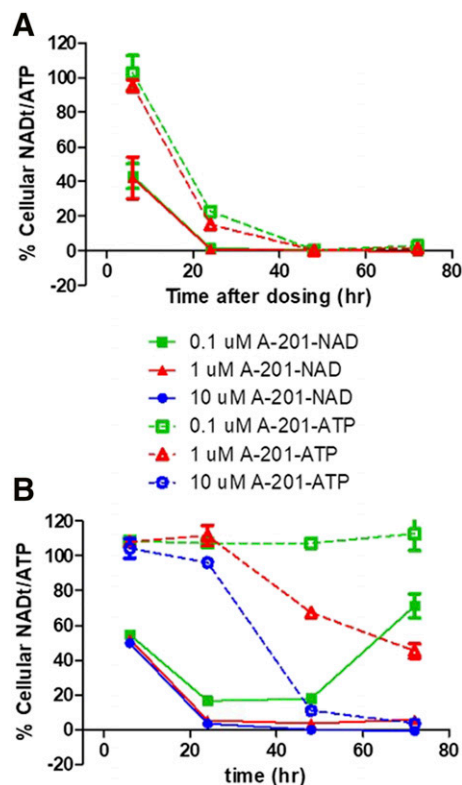 A
% Cellular NADt/ATP
120
100
80
60
40
20
0
-20
0 20 40 60 80
Time after dosing (hr)
0.1 uM A-201-NAD
1 uM A-201-NAD
10 uM A-201-NAD
0.1 uM A-201-ATP
1 uM A-201-ATP
10 uM A-201-ATP
B
% Cellular NADt/ATP
120
100
80
60
40
20
0
-20
0 20 40 60 80
time (hr)